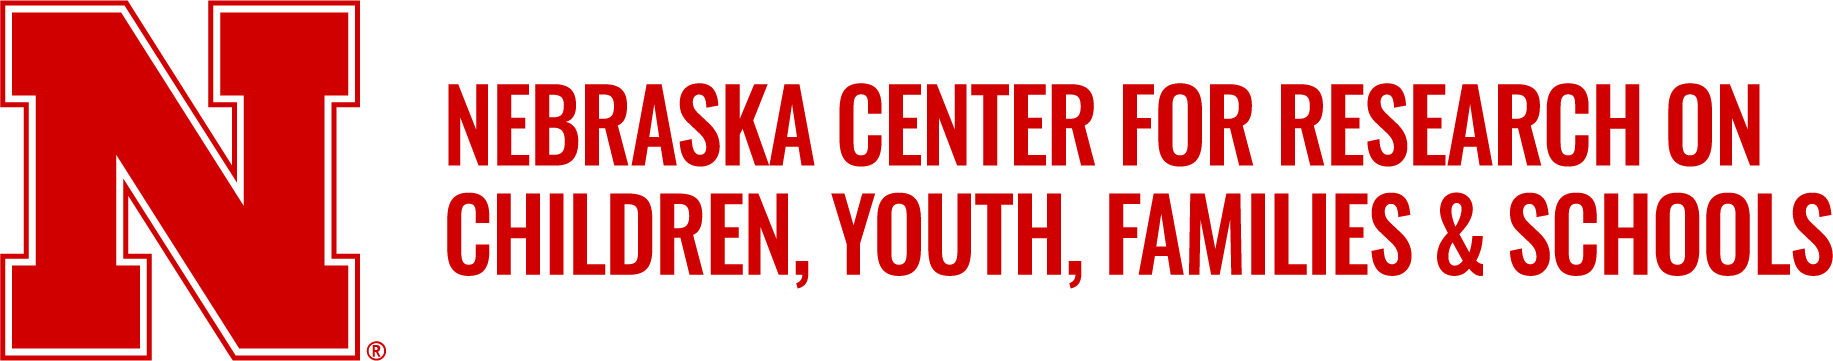 N®
NEBRASKA CENTER FOR RESEARCH ON
CHILDREN, YOUTH, FAMILIES & SCHOOLS